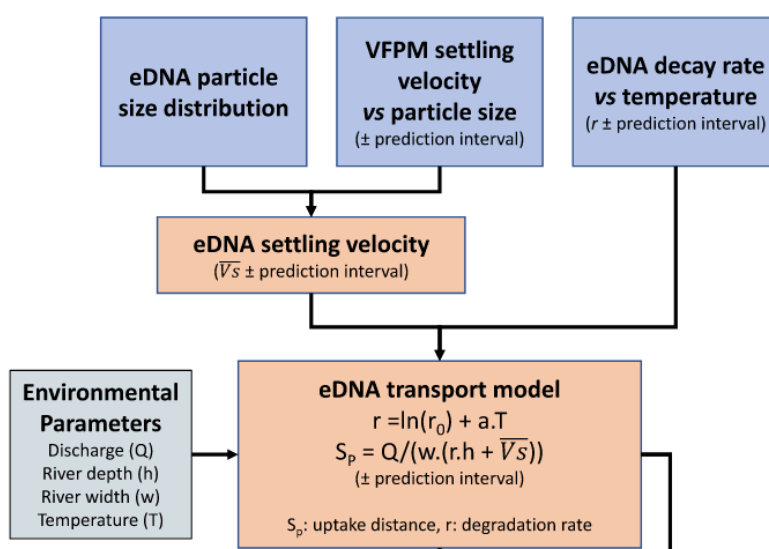 eDNA particle
size distribution
VFPM settling
velocity
vs particle size
(± prediction interval)
eDNA decay rate
vs temperature
(r ± prediction interval)
eDNA settling velocity
(V̅s̅ ± prediction interval)
Environmental
Parameters
Discharge (Q)
River depth (h)
River width (w)
Temperature (T)
eDNA transport model
r =ln(r₀) + a.T
Sₚ = Q/(w.(r.h + V̅s̅))
(± prediction interval)
Sₚ: uptake distance, r: degradation rate